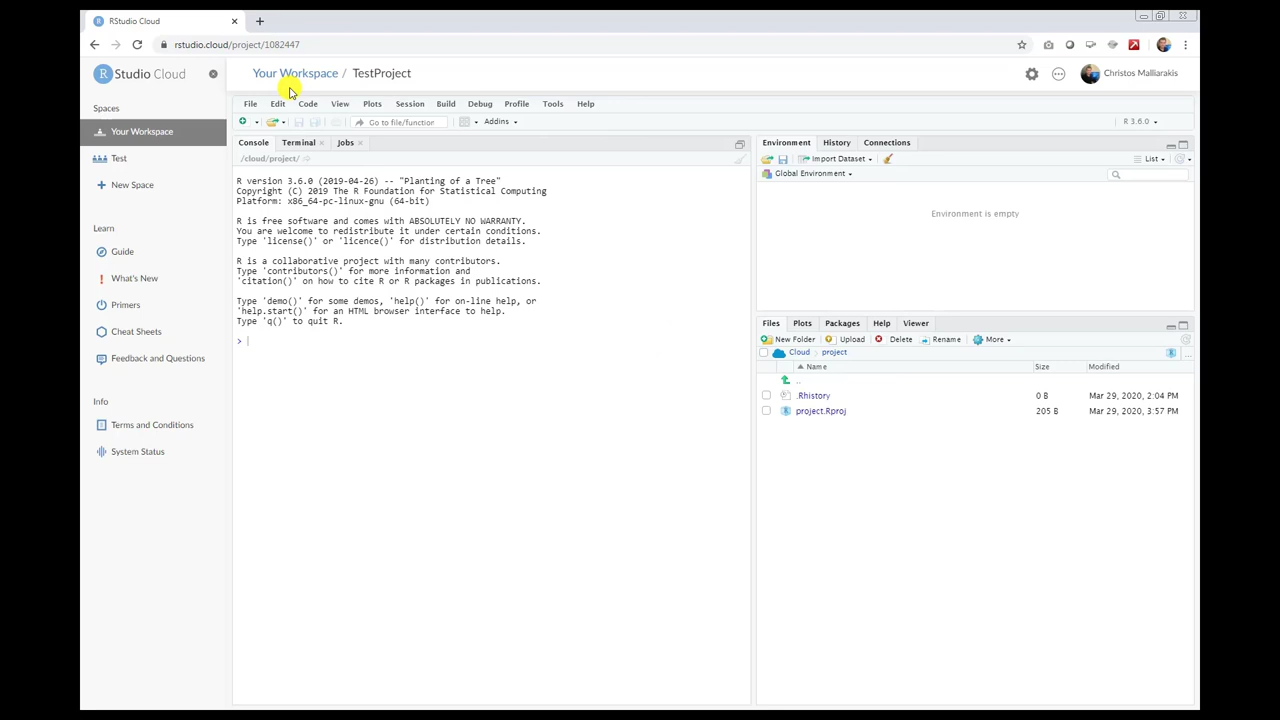 RStudio Cloud
rstudio.cloud/project/1082447
R Studio Cloud
Your Workspace / TestProject
Christos Malliarakis
Spaces
Your Workspace
Test
New Space
Learn
Guide
What's New
Primers
Cheat Sheets
Feedback and Questions
Info
Terms and Conditions
System Status
File Edit Code View Plots Session Build Debug Profile Tools Help
Go to file/function Addins R 3.6.0
Console Terminal Jobs
/cloud/project/
R version 3.6.0 (2019-04-26) -- "Planting of a Tree"
Copyright (C) 2019 The R Foundation for Statistical Computing
Platform: x86_64-pc-linux-gnu (64-bit)
R is free software and comes with ABSOLUTELY NO WARRANTY.
You are welcome to redistribute it under certain conditions.
Type 'license()' or 'licence()' for distribution details.
R is a collaborative project with many contributors.
Type 'contributors()' for more information and
'citation()' on how to cite R or R packages in publications.
Type 'demo()' for some demos, 'help()' for on-line help, or
'help.start()' for an HTML browser interface to help.
Type 'q()' to quit R.
>
Environment History Connections
Import Dataset List
Global Environment
Environment is empty
Files Plots Packages Help Viewer
New Folder Upload Delete Rename More
Cloud project R ...
Name Size Modified
..
.Rhistory 0 B Mar 29, 2020, 2:04 PM
project.Rproj 205 B Mar 29, 2020, 3:57 PM